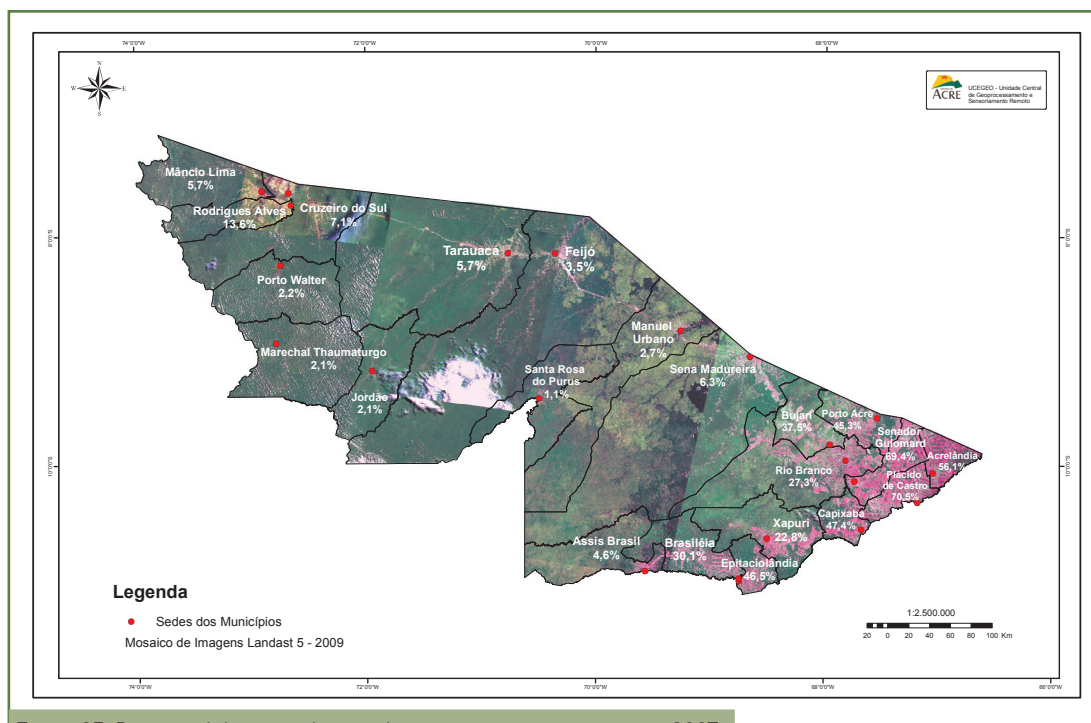 74°0'0"W
72°0'0"W
70°0'0"W
68°0'0"W
N
W
E
S
ACRE
UCEGEO - Unidade Central
de Geoprocessamento e
Sensoriamento Remoto
Mâncio Lima
5,7%
Rodrigues Alves
13,6%
Cruzeiro do Sul
7,1%
8°0'0"S
8°0'0"S
Tarauacá
5,7%
Feijó
3,5%
Porto Walter
2,2%
Manuel
Urbano
2,7%
Marechal Thaumaturgo
2,1%
Jordão
2,1%
Santa Rosa
do Purus
1,1%
Sena Madureira
6,3%
Bujari
37,5%
Porto Acre
45,3%
Senador
Guiomard
69,4%
Acrelândia
56,1%
10°0'0"S
10°0'0"S
Rio Branco
27,3%
Plácido
de Castro
70,5%
Capixaba
47,4%
Xapuri
22,8%
Assis Brasil
4,6%
Brasiléia
30,1%
Epitaciolândia
46,5%
Legenda
Sedes dos Municípios
Mosaico de Imagens Landast 5 - 2009
1:2.500.000
20 0 20 40 60 80 100 Km
74°0'0"W
72°0'0"W
70°0'0"W
68°0'0"W
66°0'0"W